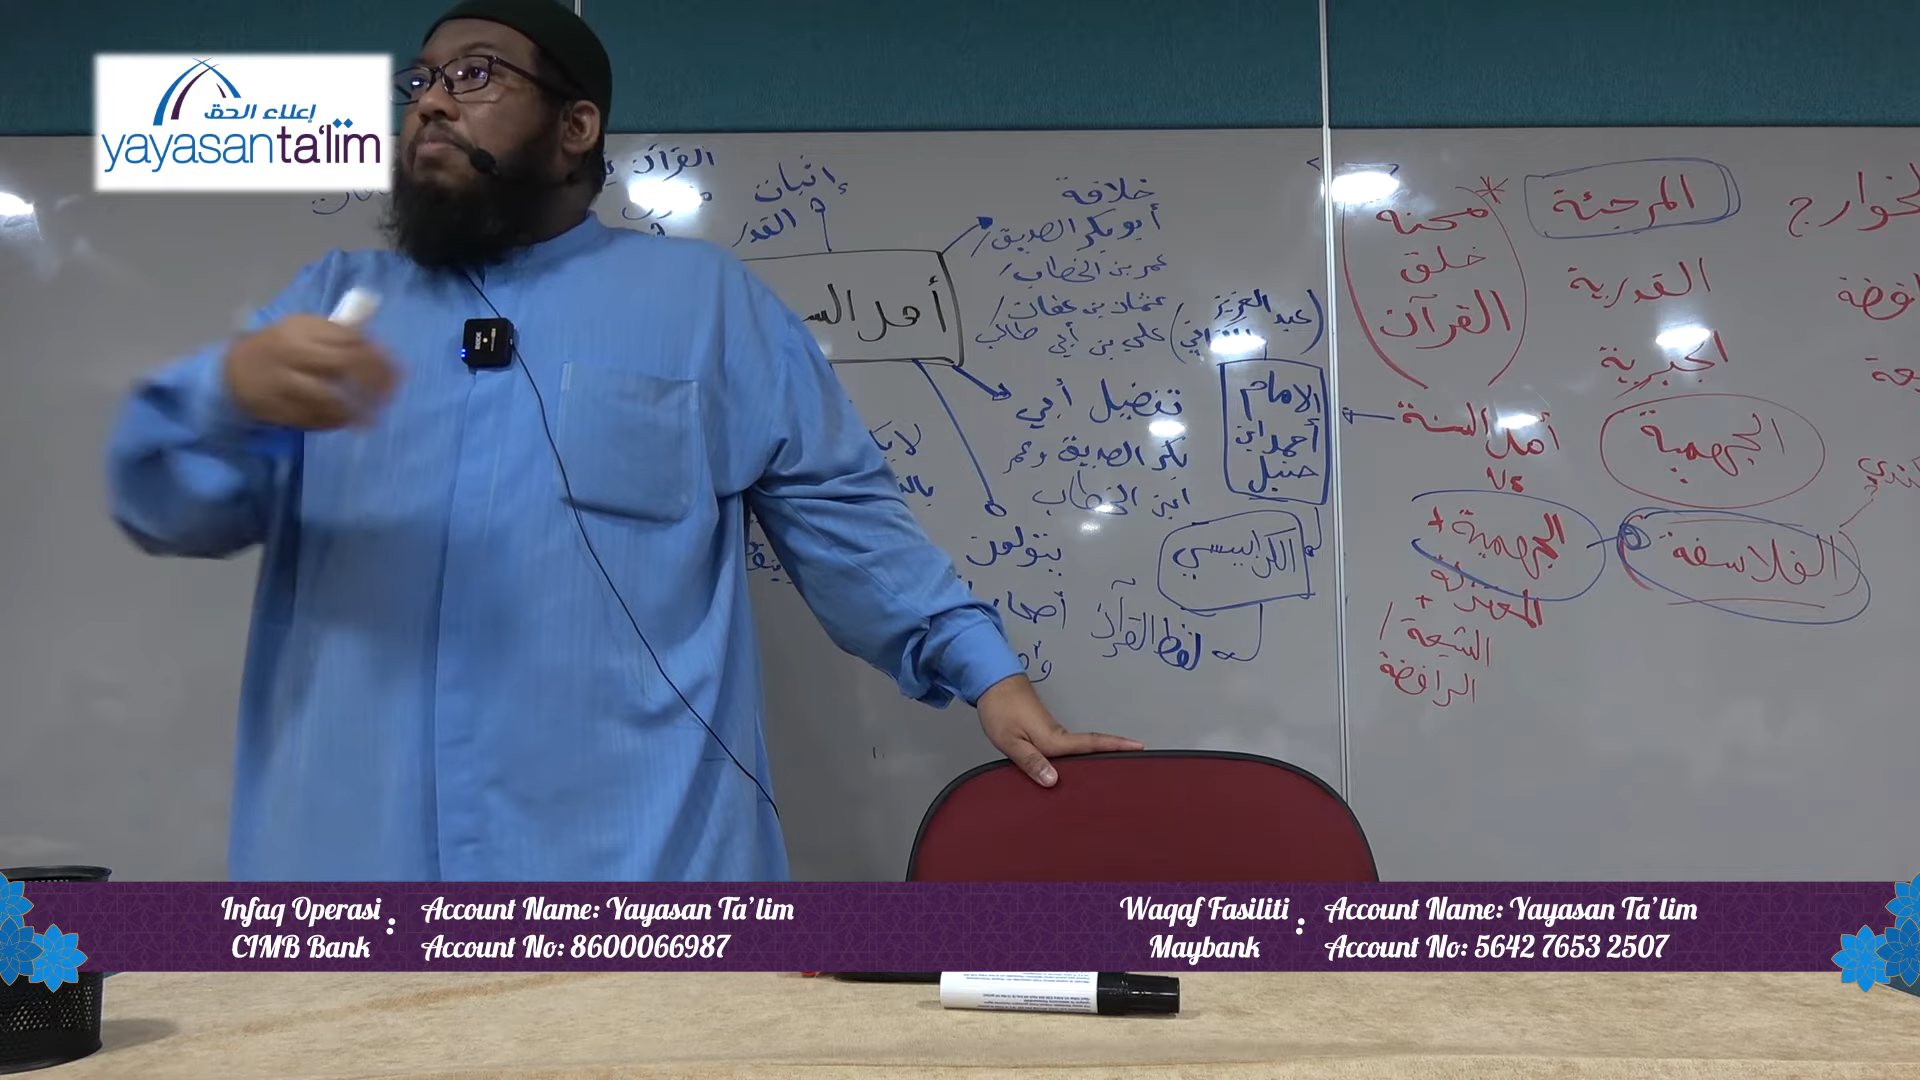 إعلاء الحق
yayasanta'lim
القرآن
إثبات
القدر
خلافة
أبو بكر الصديق
عمر بن الخطاب
عثمان بن عفان
علي بن أبي طالب
أهل
تفضيل أبي
بكر الصديق وعمر
ابن الخطاب
يتولون
(عبد العزيز
الامام
أحمد ابن
حنبل
الكرابيسي
لفظ القرآن
محنة
خلق
القرآن
أهل السنة
vs
الجهمية +
المعتزلة +
الشيعة /
الرافضة
المرجئة
القدرية
الجبرية
الجهمية
الفلاسفة
الخوارج
Infaq Operasi : Account Name: Yayasan Ta'lim
CIMB Bank Account No: 8600066987
Waqaf Fasiliti : Account Name: Yayasan Ta'lim
Maybank Account No: 5642 7653 2507